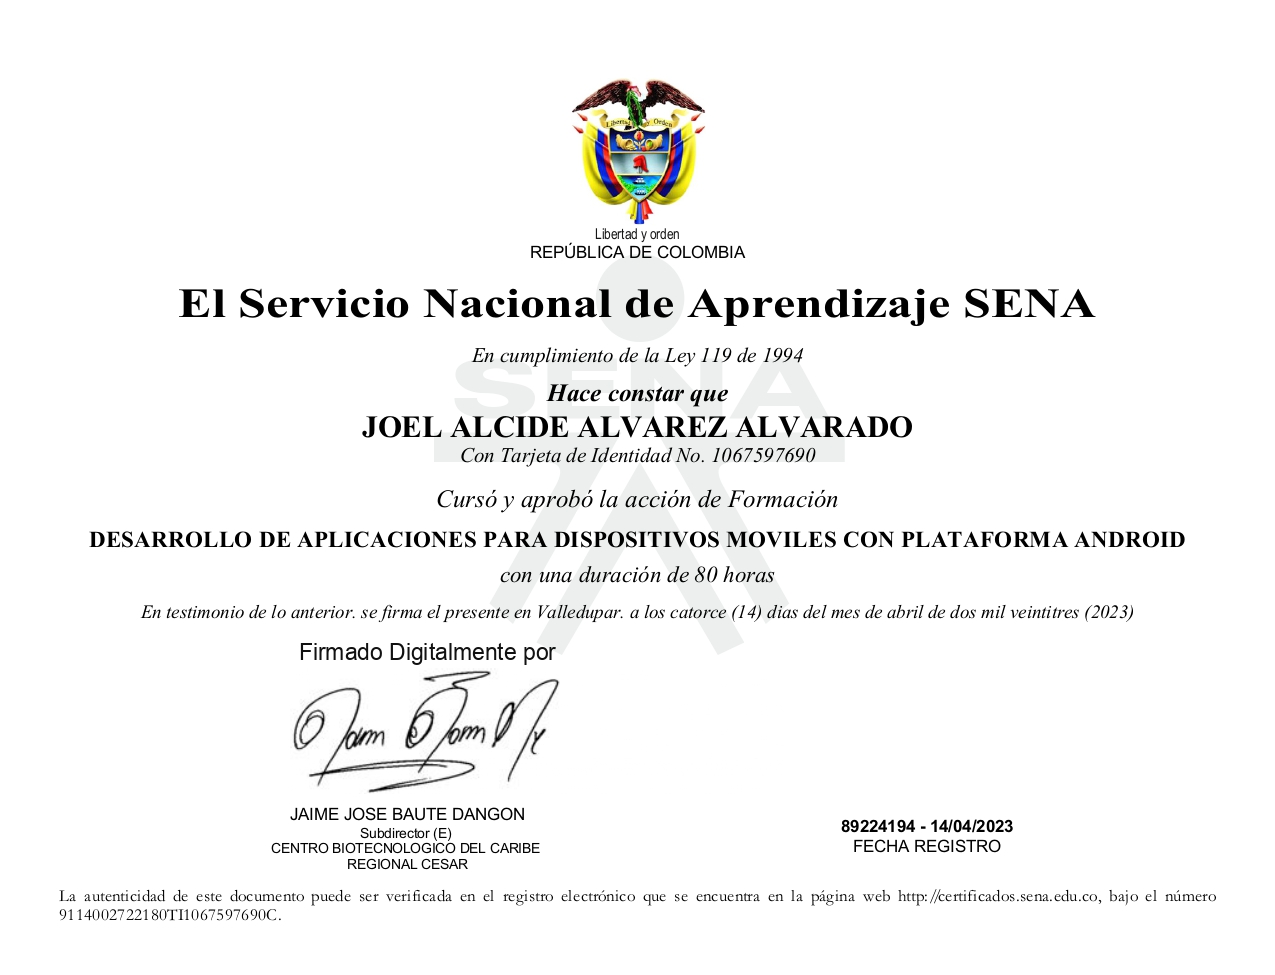 Libertad y Orden
Libertad y orden
REPÚBLICA DE COLOMBIA
El Servicio Nacional de Aprendizaje SENA
En cumplimiento de la Ley 119 de 1994
SENA
Hace constar que
JOEL ALCIDE ALVAREZ ALVARADO
Con Tarjeta de Identidad No. 1067597690
Cursó y aprobó la acción de Formación
DESARROLLO DE APLICACIONES PARA DISPOSITIVOS MOVILES CON PLATAFORMA ANDROID
con una duración de 80 horas
En testimonio de lo anterior. se firma el presente en Valledupar. a los catorce (14) dias del mes de abril de dos mil veintitres (2023)
Firmado Digitalmente por
JAIME JOSE BAUTE DANGON
Subdirector (E)
CENTRO BIOTECNOLOGICO DEL CARIBE
REGIONAL CESAR
89224194 - 14/04/2023
FECHA REGISTRO
La autenticidad de este documento puede ser verificada en el registro electrónico que se encuentra en la página web http://certificados.sena.edu.co, bajo el número
9114002722180TI1067597690C.